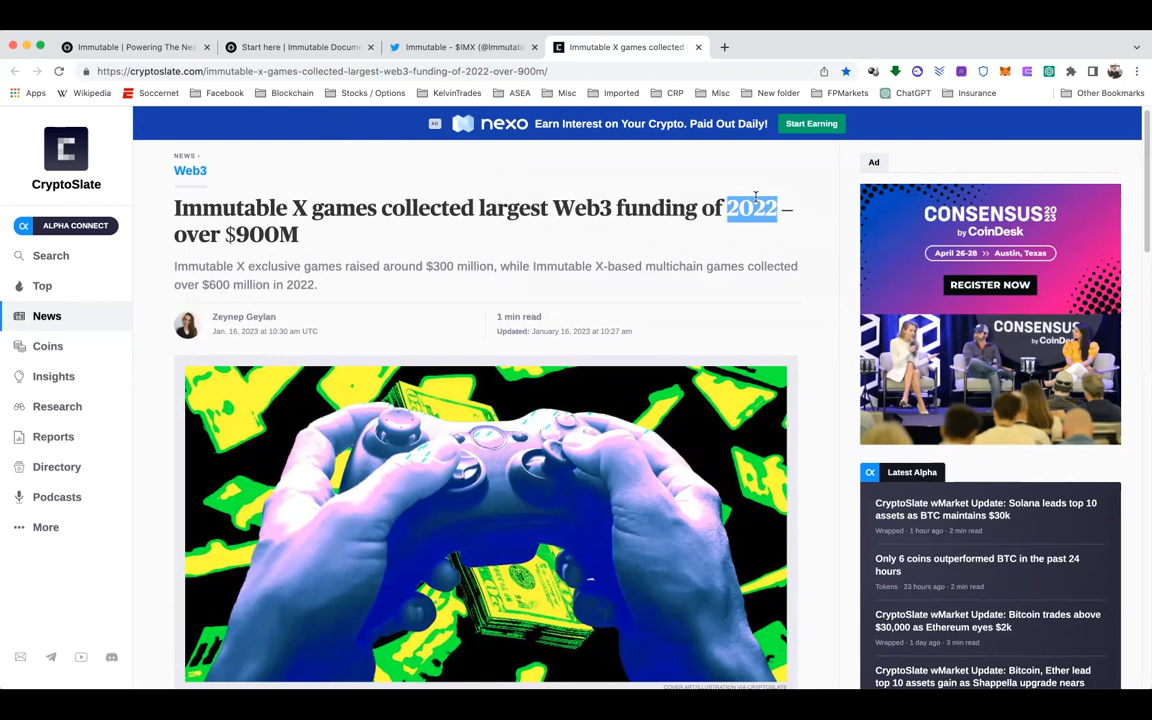 Immutable | Powering The Nex
Start here | Immutable Docume
Immutable - $IMX (@Immutabl
Immutable X games collected l
https://cryptoslate.com/immutable-x-games-collected-largest-web3-funding-of-2022-over-900m/
Apps
Wikipedia
Soccernet
Facebook
Blockchain
Stocks / Options
KelvinTrades
ASEA
Misc
Imported
CRP
Misc
New folder
FPMarkets
ChatGPT
Insurance
Other Bookmarks
CryptoSlate
ALPHA CONNECT
Search
Top
News
Coins
Insights
Research
Reports
Directory
Podcasts
More
AD nexo Earn Interest on Your Crypto. Paid Out Daily! Start Earning
NEWS ›
Web3
Immutable X games collected largest Web3 funding of 2022 –
over $900M
Immutable X exclusive games raised around $300 million, while Immutable X-based multichain games collected
over $600 million in 2022.
Zeynep Geylan
Jan. 16, 2023 at 10:30 am UTC
1 min read
Updated: January 16, 2023 at 10:27 am
COVER ART/ILLUSTRATION VIA CRYPTOSLATE
Ad
CONSENSUS 2023
by CoinDesk
April 26-28 >> Austin, Texas
REGISTER NOW
CONSENSUS
by CoinDesk
Latest Alpha
CryptoSlate wMarket Update: Solana leads top 10
assets as BTC maintains $30k
Wrapped · 1 hour ago · 2 min read
Only 6 coins outperformed BTC in the past 24
hours
Tokens · 23 hours ago · 2 min read
CryptoSlate wMarket Update: Bitcoin trades above
$30,000 as Ethereum eyes $2k
Wrapped · 1 day ago · 3 min read
CryptoSlate wMarket Update: Bitcoin, Ether lead
top 10 assets gain as Shappella upgrade nears